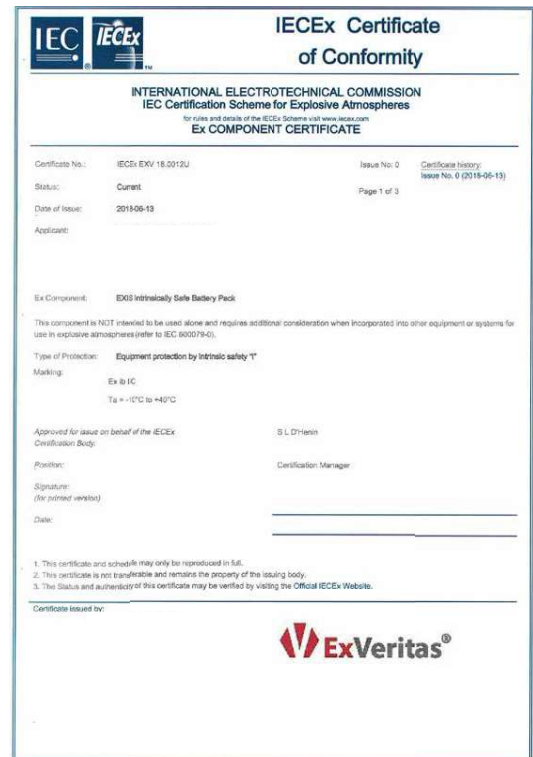 IEC
IECEx
®
TM
IECEx Certificate
of Conformity
INTERNATIONAL ELECTROTECHNICAL COMMISSION
IEC Certification Scheme for Explosive Atmospheres
for rules and details of the IECEx Scheme visit www.iecex.com
Ex COMPONENT CERTIFICATE
Certificate No.: IECEx EXV 18.0012U Issue No: 0 Certificate history:
Issue No. 0 (2018-06-13)
Status: Current Page 1 of 3
Date of Issue: 2018-06-13
Applicant:
Ex Component: EXIS Intrinsically Safe Battery Pack
This component is NOT intended to be used alone and requires additional consideration when incorporated into other equipment or systems for
use in explosive atmospheres (refer to IEC 600079-0).
Type of Protection: Equipment protection by intrinsic safety "i"
Marking:
Ex ib IC
Ta = -10°C to +40°C
Approved for issue on behalf of the IECEx S L D'Henin
Certification Body:
Position: Certification Manager
Signature:
(for printed version)
Date:
1. This certificate and schedule may only be reproduced in full.
2. This certificate is not transferable and remains the property of the issuing body.
3. The Status and authenticity of this certificate may be verified by visiting the Official IECEx Website.
Certificate issued by:
ExVeritas®